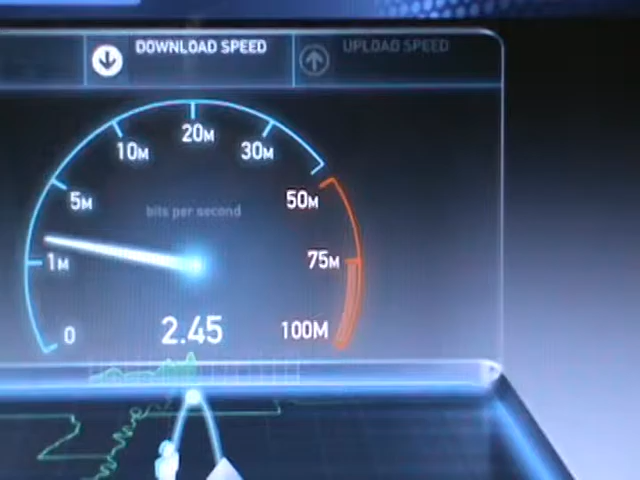 DOWNLOAD SPEED
UPLOAD SPEED
20M
10M
30M
5M
50M
bits per second
1M
75M
0
2.45
100M